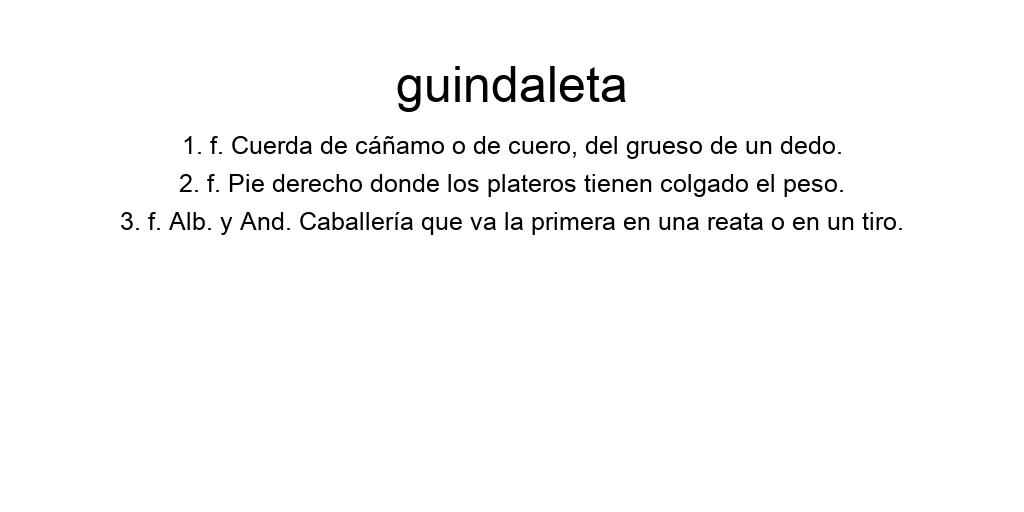 guindaleta
1. f. Cuerda de cáñamo o de cuero, del grueso de un dedo.
2. f. Pie derecho donde los plateros tienen colgado el peso.
3. f. Alb. y And. Caballería que va la primera en una reata o en un tiro.